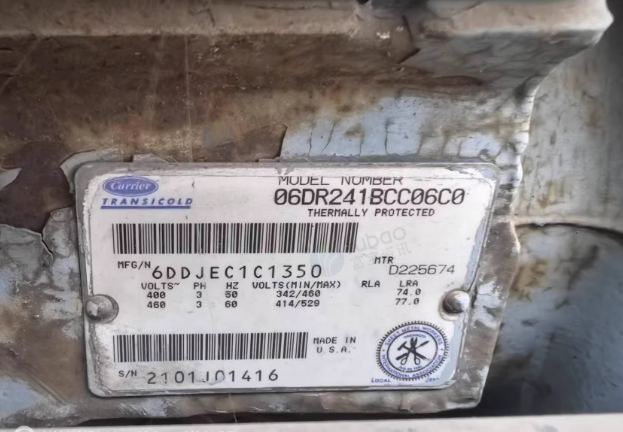 Carrier
TRANSICOLD
MODEL NUMBER
06DR241BCC06C0
THERMALLY PROTECTED
MFG/N 6DDJEC1C1350
MTR D225674
VOLTS~ PH HZ VOLTS(MIN/MAX) RLA LRA
400 3 50 342/460 74.0
460 3 60 414/529 77.0
MADE IN
U.S.A.
S/N 2101J01416
LOCAL